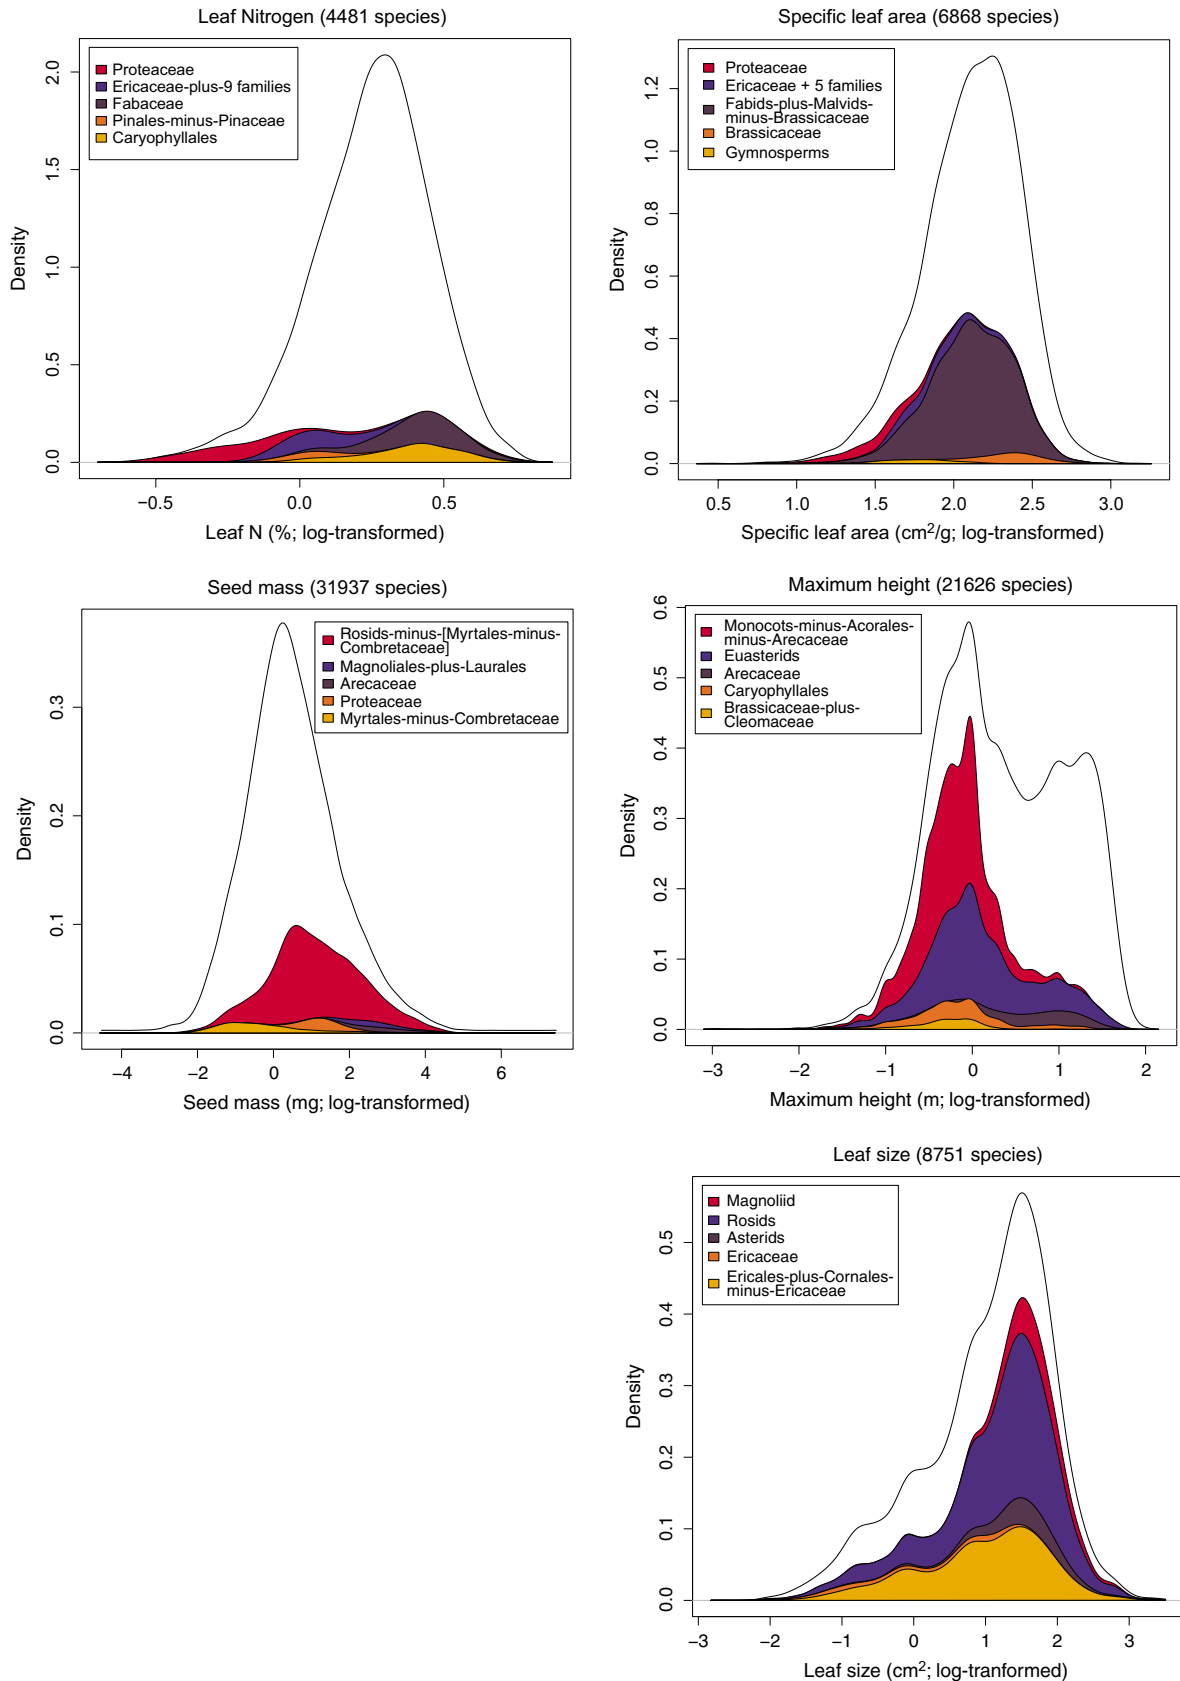 Leaf Nitrogen (4481 species)
Proteaceae
Ericaceae-plus-9 families
Fabaceae
Pinales-minus-Pinaceae
Caryophyllales
Density
0.0
0.5
1.0
1.5
2.0
−0.5
0.0
0.5
Leaf N (%; log-transformed)
Specific leaf area (6868 species)
Proteaceae
Ericaceae + 5 families
Fabids-plus-Malvids-
minus-Brassicaceae
Brassicaceae
Gymnosperms
Density
0.0
0.2
0.4
0.6
0.8
1.0
1.2
0.5
1.0
1.5
2.0
2.5
3.0
Specific leaf area (cm²/g; log-transformed)
Seed mass (31937 species)
Rosids-minus-[Myrtales-minus-
Combretaceae]
Magnoliales-plus-Laurales
Arecaceae
Proteaceae
Myrtales-minus-Combretaceae
Density
0.0
0.1
0.2
0.3
−4
−2
0
2
4
6
Seed mass (mg; log-transformed)
Maximum height (21626 species)
Monocots-minus-Acorales-
minus-Arecaceae
Euasterids
Arecaceae
Caryophyllales
Brassicaceae-plus-
Cleomaceae
Density
0.0
0.1
0.2
0.3
0.4
0.5
0.6
−3
−2
−1
0
1
2
Maximum height (m; log-transformed)
Leaf size (8751 species)
Magnoliid
Rosids
Asterids
Ericaceae
Ericales-plus-Cornales-
minus-Ericaceae
Density
0.0
0.1
0.2
0.3
0.4
0.5
−3
−2
−1
0
1
2
3
Leaf size (cm²; log-tranformed)